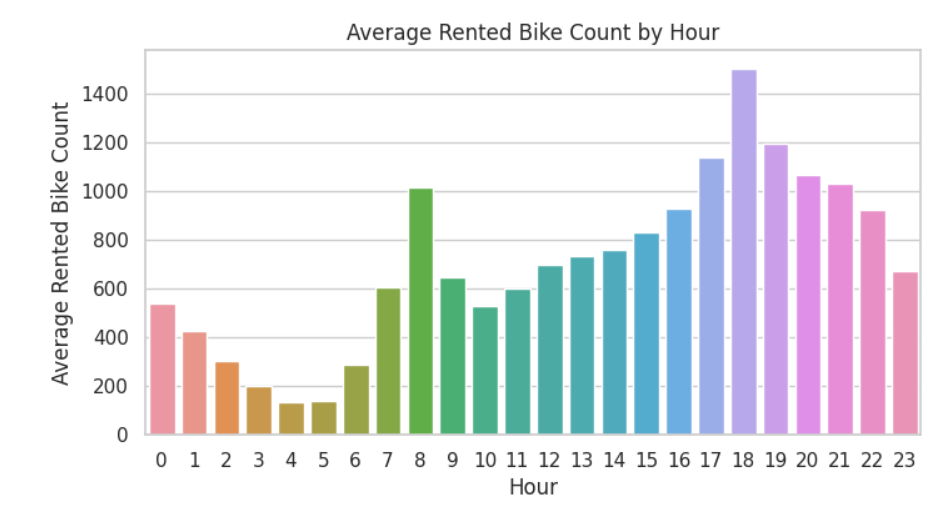 Average Rented Bike Count by Hour
Average Rented Bike Count
1400
1200
1000
800
600
400
200
0
0 1 2 3 4 5 6 7 8 9 10 11 12 13 14 15 16 17 18 19 20 21 22 23
Hour